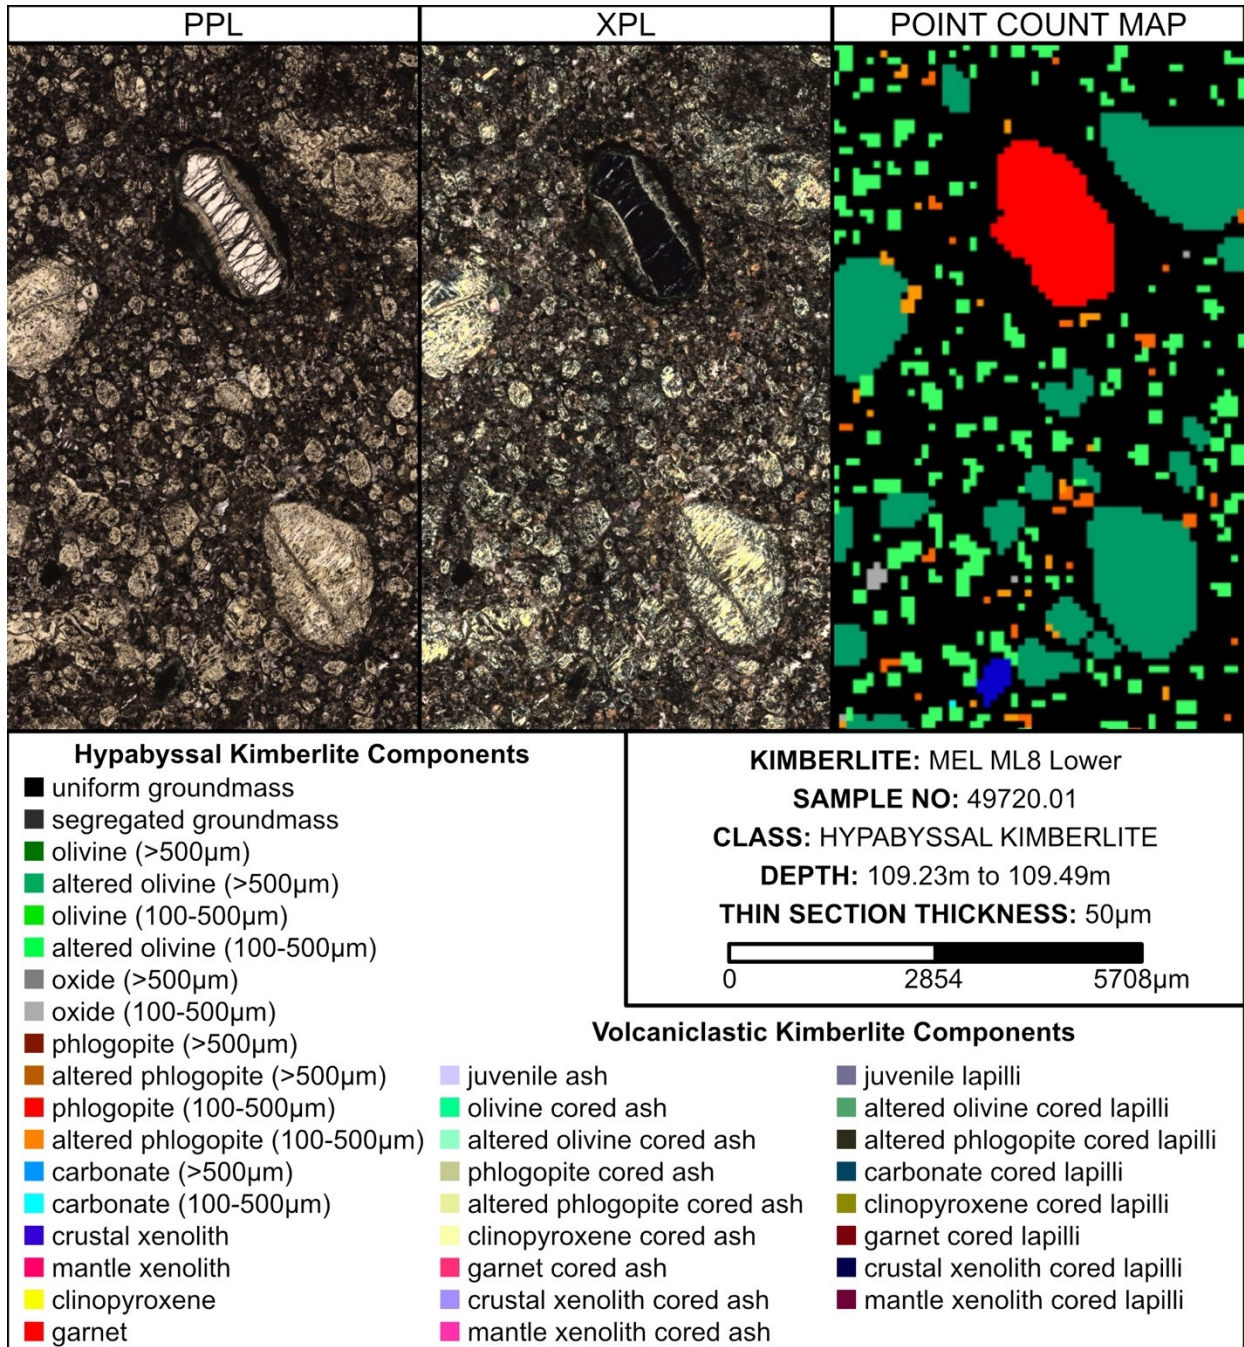 PPL
XPL
POINT COUNT MAP
Hypabyssal Kimberlite Components
uniform groundmass
segregated groundmass
olivine (>500µm)
altered olivine (>500µm)
olivine (100-500µm)
altered olivine (100-500µm)
oxide (>500µm)
oxide (100-500µm)
phlogopite (>500µm)
altered phlogopite (>500µm)
phlogopite (100-500µm)
altered phlogopite (100-500µm)
carbonate (>500µm)
carbonate (100-500µm)
crustal xenolith
mantle xenolith
clinopyroxene
garnet
KIMBERLITE: MEL ML8 Lower
SAMPLE NO: 49720.01
CLASS: HYPABYSSAL KIMBERLITE
DEPTH: 109.23m to 109.49m
THIN SECTION THICKNESS: 50µm
0 2854 5708µm
Volcaniclastic Kimberlite Components
juvenile ash
olivine cored ash
altered olivine cored ash
phlogopite cored ash
altered phlogopite cored ash
clinopyroxene cored ash
garnet cored ash
crustal xenolith cored ash
mantle xenolith cored ash
juvenile lapilli
altered olivine cored lapilli
altered phlogopite cored lapilli
carbonate cored lapilli
clinopyroxene cored lapilli
garnet cored lapilli
crustal xenolith cored lapilli
mantle xenolith cored lapilli